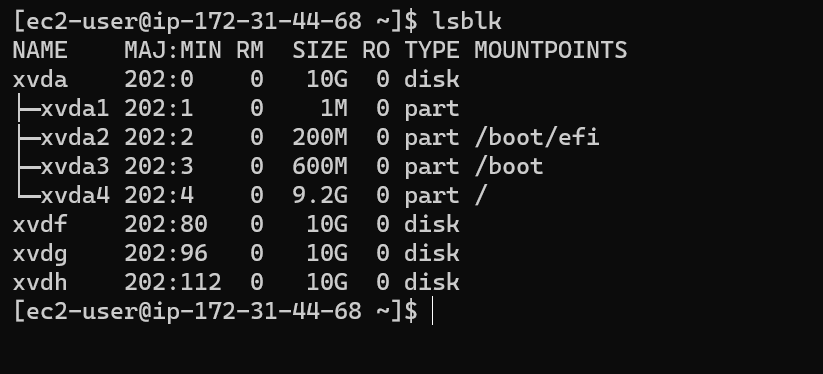 [ec2-user@ip-172-31-44-68 ~]$ lsblk
NAME    MAJ:MIN RM  SIZE RO TYPE MOUNTPOINTS
xvda    202:0    0   10G  0 disk
├─xvda1 202:1    0    1M  0 part
├─xvda2 202:2    0  200M  0 part /boot/efi
├─xvda3 202:3    0  600M  0 part /boot
└─xvda4 202:4    0  9.2G  0 part /
xvdf    202:80   0   10G  0 disk
xvdg    202:96   0   10G  0 disk
xvdh    202:112  0   10G  0 disk
[ec2-user@ip-172-31-44-68 ~]$